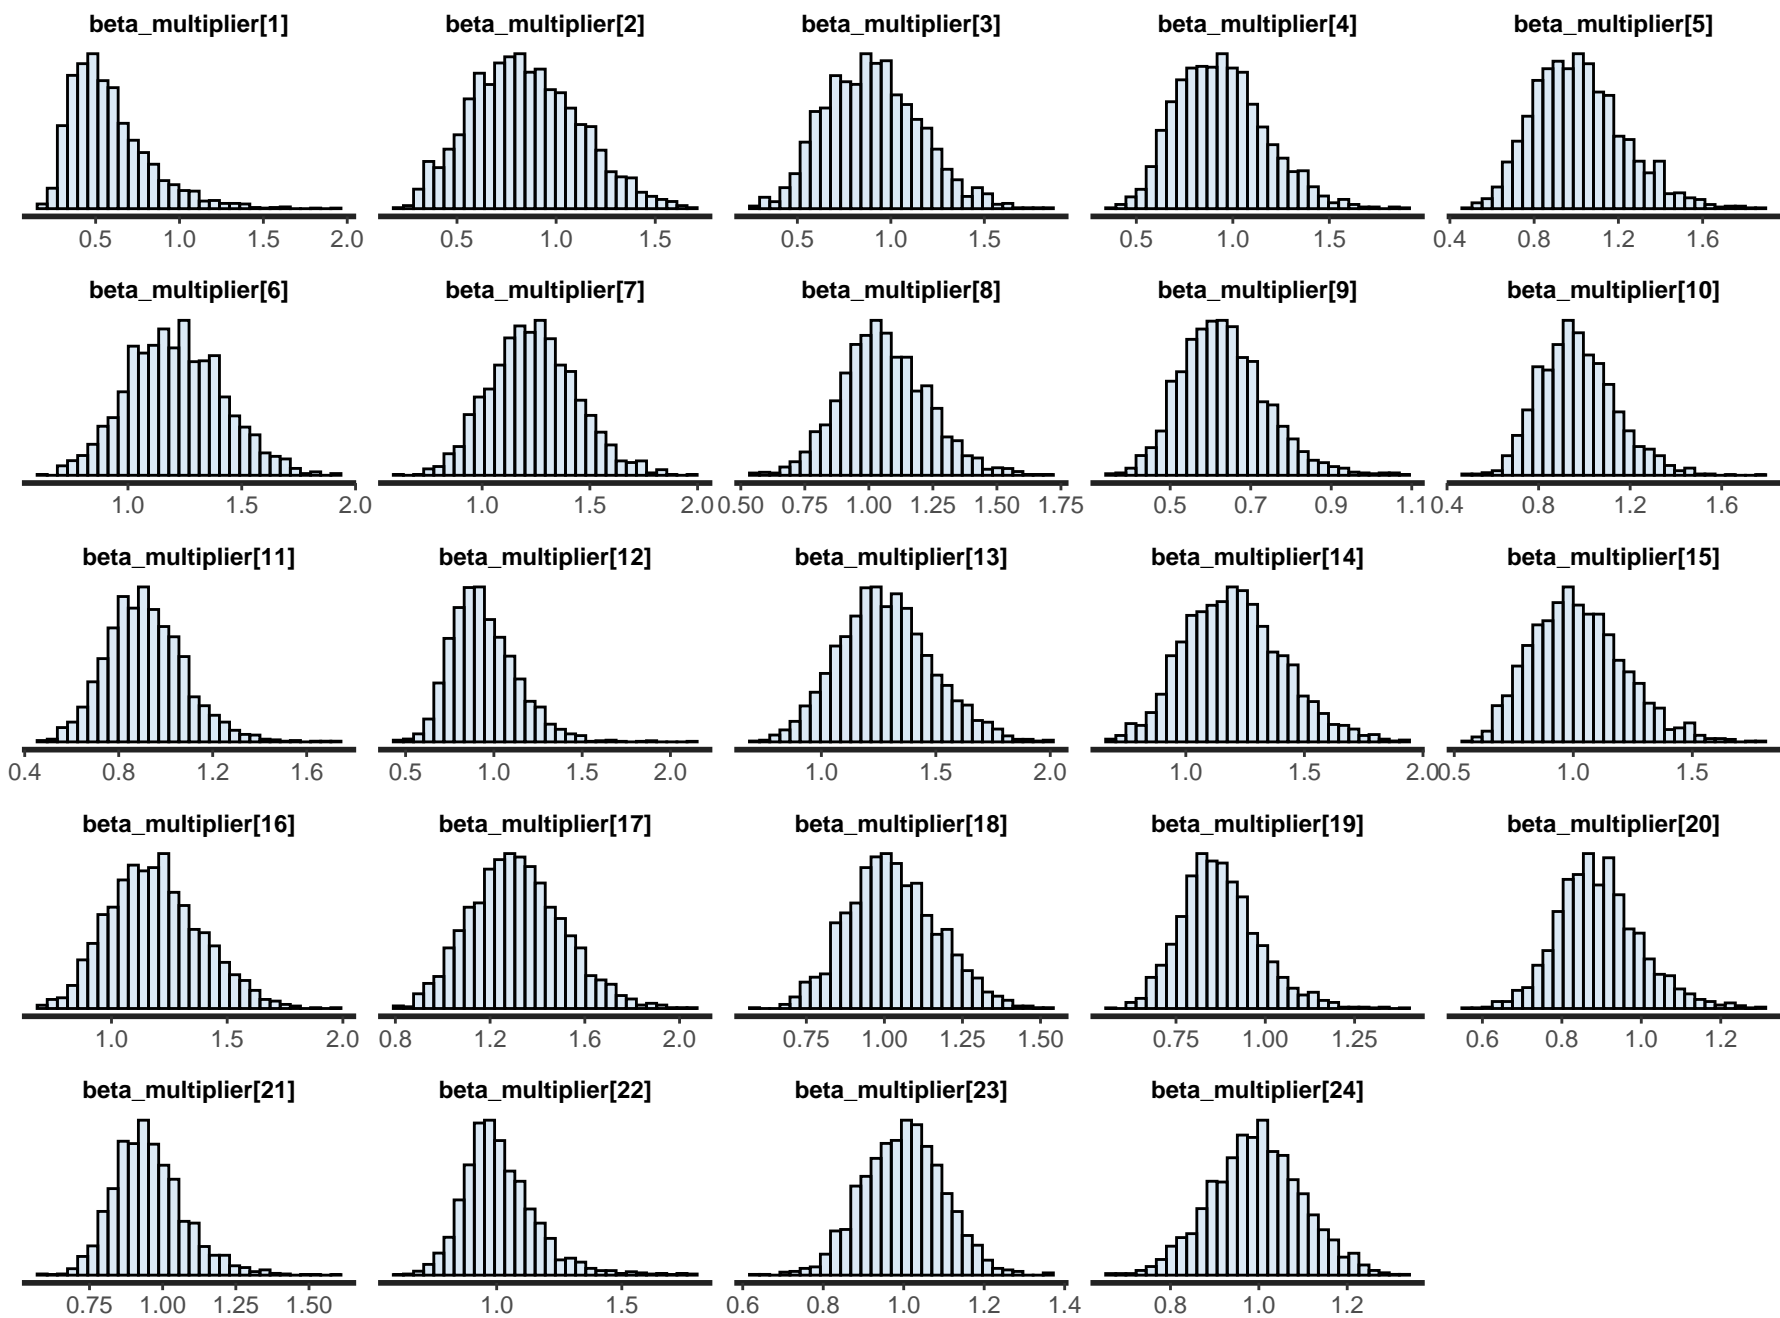 beta_multiplier[1] beta_multiplier[2] beta_multiplier[3] beta_multiplier[4] beta_multiplier[5]
0.5 1.0 1.5 2.0 0.5 1.0 1.5 0.5 1.0 1.5 0.5 1.0 1.5 0.4 0.8 1.2 1.6
beta_multiplier[6] beta_multiplier[7] beta_multiplier[8] beta_multiplier[9] beta_multiplier[10]
1.0 1.5 2.0 1.0 1.5 2.0 0.50 0.75 1.00 1.25 1.50 1.75 0.5 0.7 0.9 1.1 0.4 0.8 1.2 1.6
beta_multiplier[11] beta_multiplier[12] beta_multiplier[13] beta_multiplier[14] beta_multiplier[15]
0.4 0.8 1.2 1.6 0.5 1.0 1.5 2.0 1.0 1.5 2.0 1.0 1.5 2.0 0.5 1.0 1.5
beta_multiplier[16] beta_multiplier[17] beta_multiplier[18] beta_multiplier[19] beta_multiplier[20]
1.0 1.5 2.0 0.8 1.2 1.6 2.0 0.75 1.00 1.25 1.50 0.75 1.00 1.25 0.6 0.8 1.0 1.2
beta_multiplier[21] beta_multiplier[22] beta_multiplier[23] beta_multiplier[24]
0.75 1.00 1.25 1.50 1.0 1.5 0.6 0.8 1.0 1.2 1.4 0.8 1.0 1.2